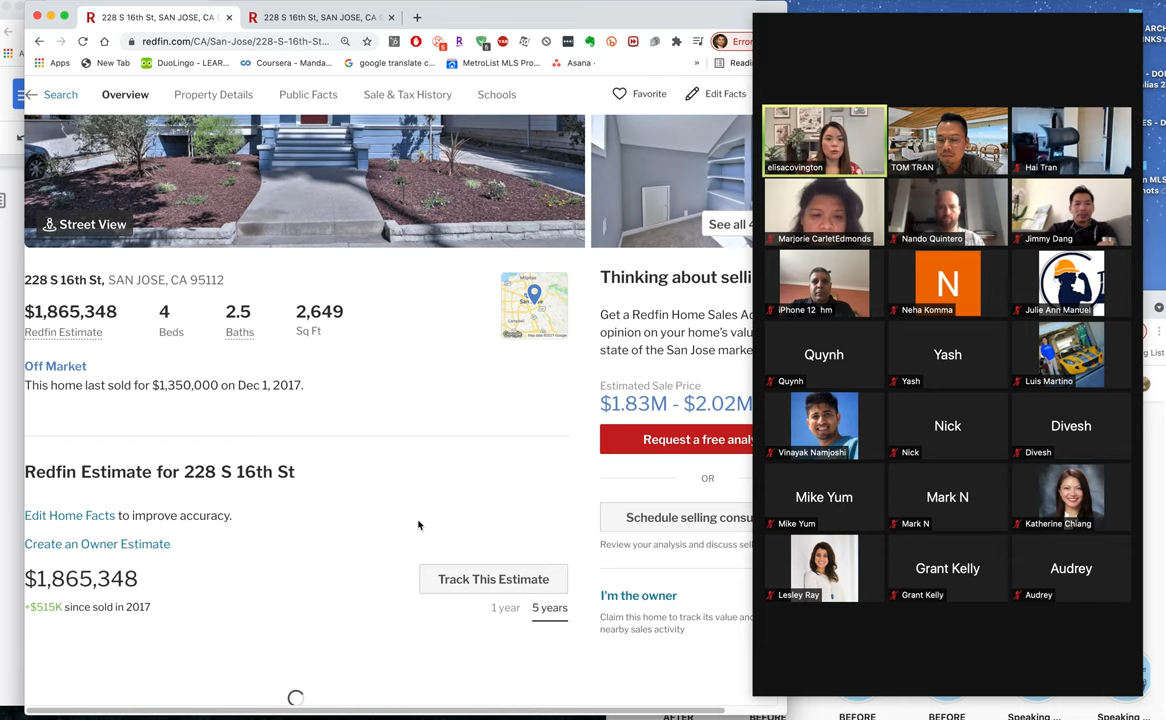 228 S 16th St, SAN JOSE, CA
228 S 16th St, SAN JOSE, CA
redfin.com/CA/San-Jose/228-S-16th-St...
Error
Apps
New Tab
DuoLingo - LEAR...
Coursera - Manda...
google translate c...
MetroList MLS Pro...
Asana ·
»
Search
Overview
Property Details
Public Facts
Sale & Tax History
Schools
Favorite
Edit Facts
Street View
See all
228 S 16th St, SAN JOSE, CA 95112
$1,865,348
4
2.5
2,649
Redfin Estimate
Beds
Baths
Sq Ft
Off Market
This home last sold for $1,350,000 on Dec 1, 2017.
Redfin Estimate for 228 S 16th St
Edit Home Facts to improve accuracy.
Create an Owner Estimate
$1,865,348
Track This Estimate
+$515K since sold in 2017
1 year
5 years
Thinking about
Get a Redfin Home Sales
opinion on your home's
state of the San Jose
Estimated Sale Price
$1.83M - $2.02M
Request a free
OR
Schedule selling
Review your analysis and discuss
I'm the owner
Claim this home to track its value and
nearby sales activity
elisacovington
TOM TRAN
Hai Tran
Marjorie CarletEdmonds
Nando Quintero
Jimmy Dang
iPhone 12 hm
N
Neha Komma
Julie Ann Manuel
Quynh
Quynh
Yash
Yash
Luis Martino
Vinayak Namjoshi
Nick
Nick
Divesh
Divesh
Mike Yum
Mike Yum
Mark N
Mark N
Katherine Chiang
Lesley Ray
Grant Kelly
Grant Kelly
Audrey
Audrey
AFTER
BEFORE
BEFORE
BEFORE
Speaking ...
Speaking ...